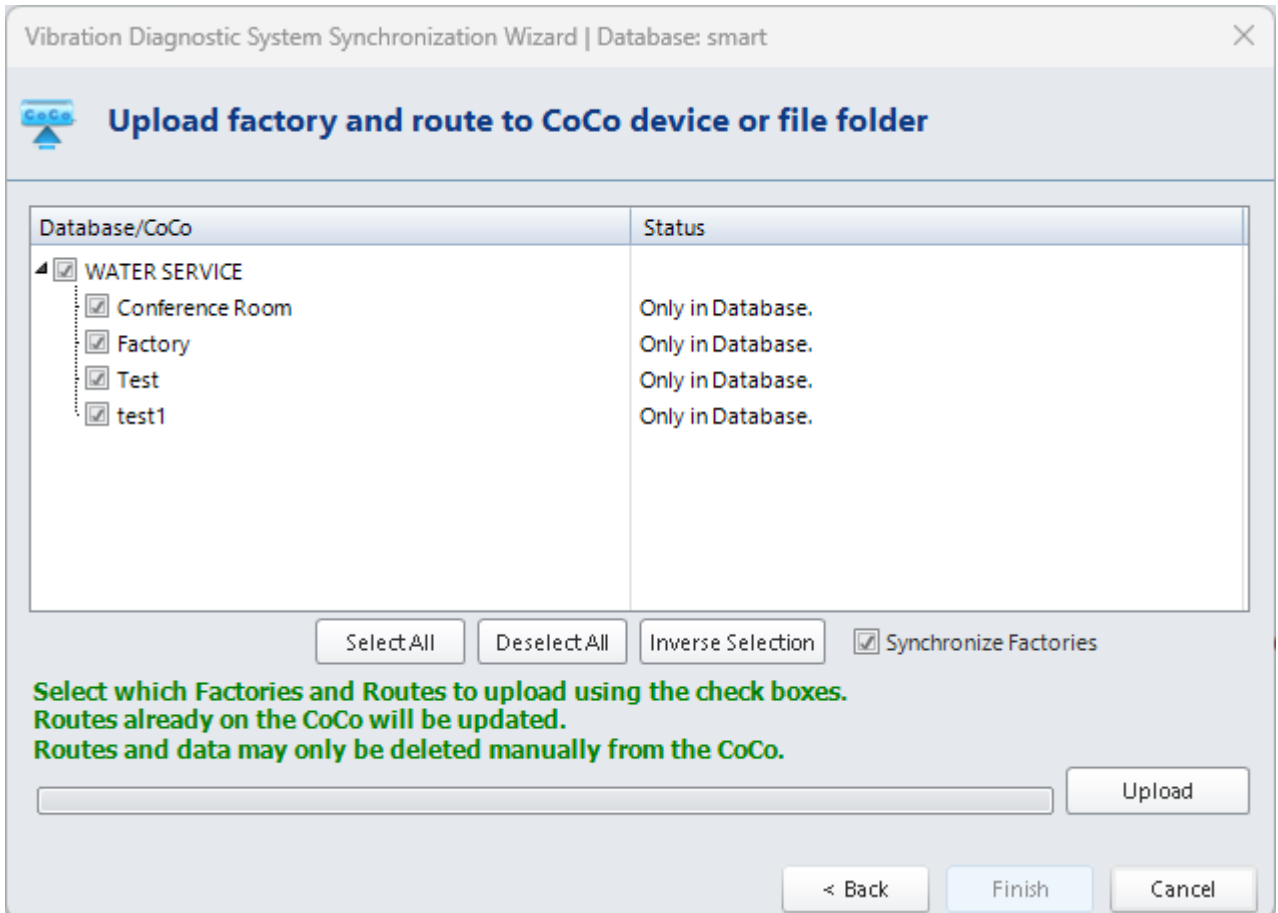 Vibration Diagnostic System Synchronization Wizard | Database: smart
CoCo
Upload factory and route to CoCo device or file folder
Database/CoCo Status
WATER SERVICE
Conference Room Only in Database.
Factory Only in Database.
Test Only in Database.
test1 Only in Database.
Select All Deselect All Inverse Selection Synchronize Factories
Select which Factories and Routes to upload using the check boxes.
Routes already on the CoCo will be updated.
Routes and data may only be deleted manually from the CoCo.
Upload
< Back Finish Cancel